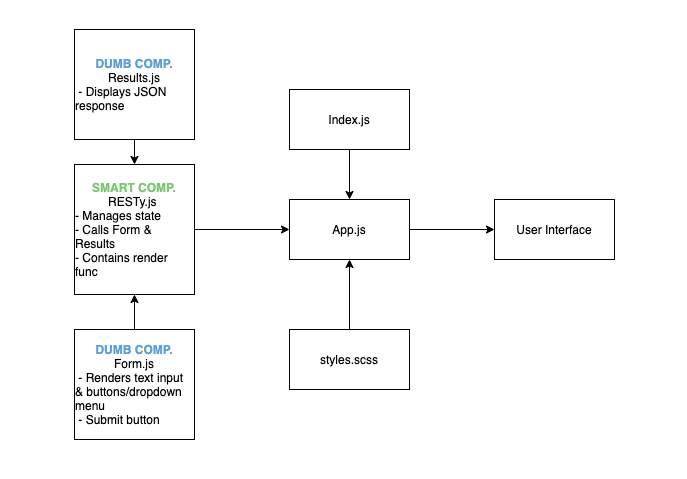 DUMB COMP.
Results.js
- Displays JSON
response
Index.js
SMART COMP.
RESTy.js
- Manages state
- Calls Form &
Results
- Contains render
func
App.js
User Interface
DUMB COMP.
Form.js
- Renders text input
& buttons/dropdown
menu
- Submit button
styles.scss